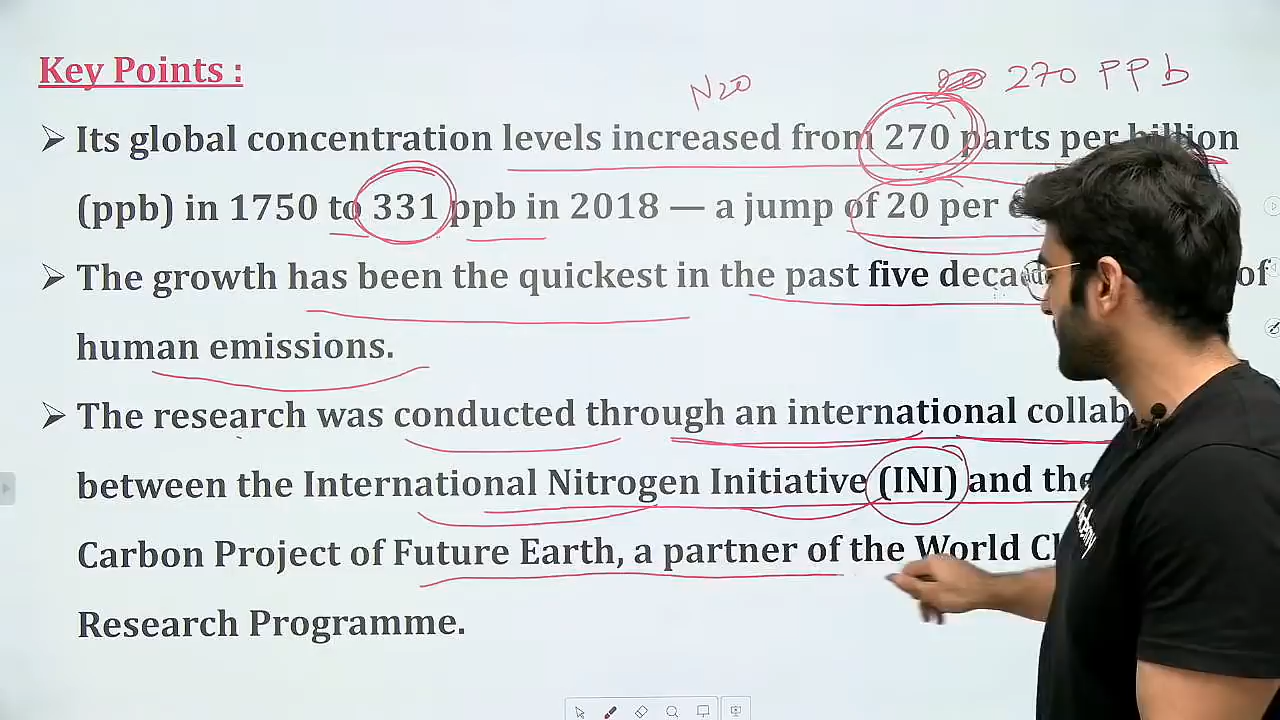 Key Points :
N20 270 PPb
➢ Its global concentration levels increased from 270 parts per billion
(ppb) in 1750 to 331 ppb in 2018 — a jump of 20 per
➢ The growth has been the quickest in the past five of
human emissions.
➢ The research was conducted through an international
between the International Nitrogen Initiative (INI) and the
Carbon Project of Future Earth, a partner of the World
Research Programme.